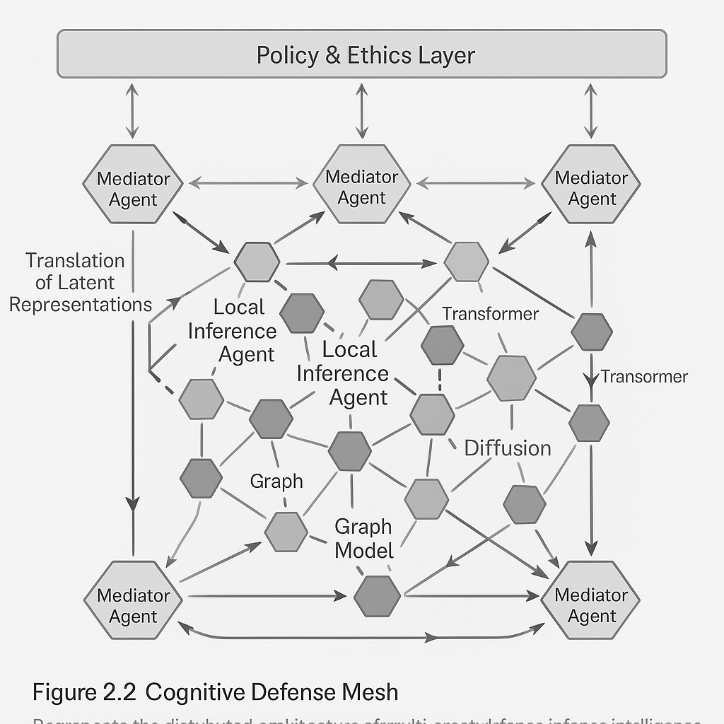 Policy & Ethics Layer
Mediator
Agent
Mediator
Agent
Mediator
Agent
Translation
of Latent
Representations
Local
Inference
Agent
Local
Inference
Agent
Transformer
Transormer
Diffusion
Graph
Graph
Model
Mediator
Agent
Mediator
Agent
Figure 2.2 Cognitive Defense Mesh
the